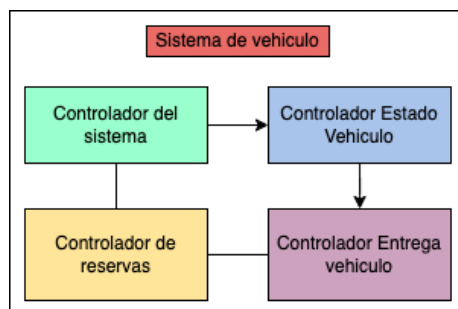 Sistema de vehiculo
Controlador del
sistema
Controlador Estado
Vehiculo
Controlador de
reservas
Controlador Entrega
vehiculo